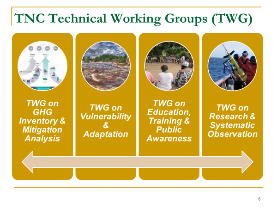 TNC Technical Working Groups (TWG)
TWG on
GHG
Inventory &
Mitigation
Analysis
TWG on
Vulnerability
&
Adaptation
TWG on
Education,
Training &
Public
Awareness
TWG on
Research &
Systematic
Observation
6